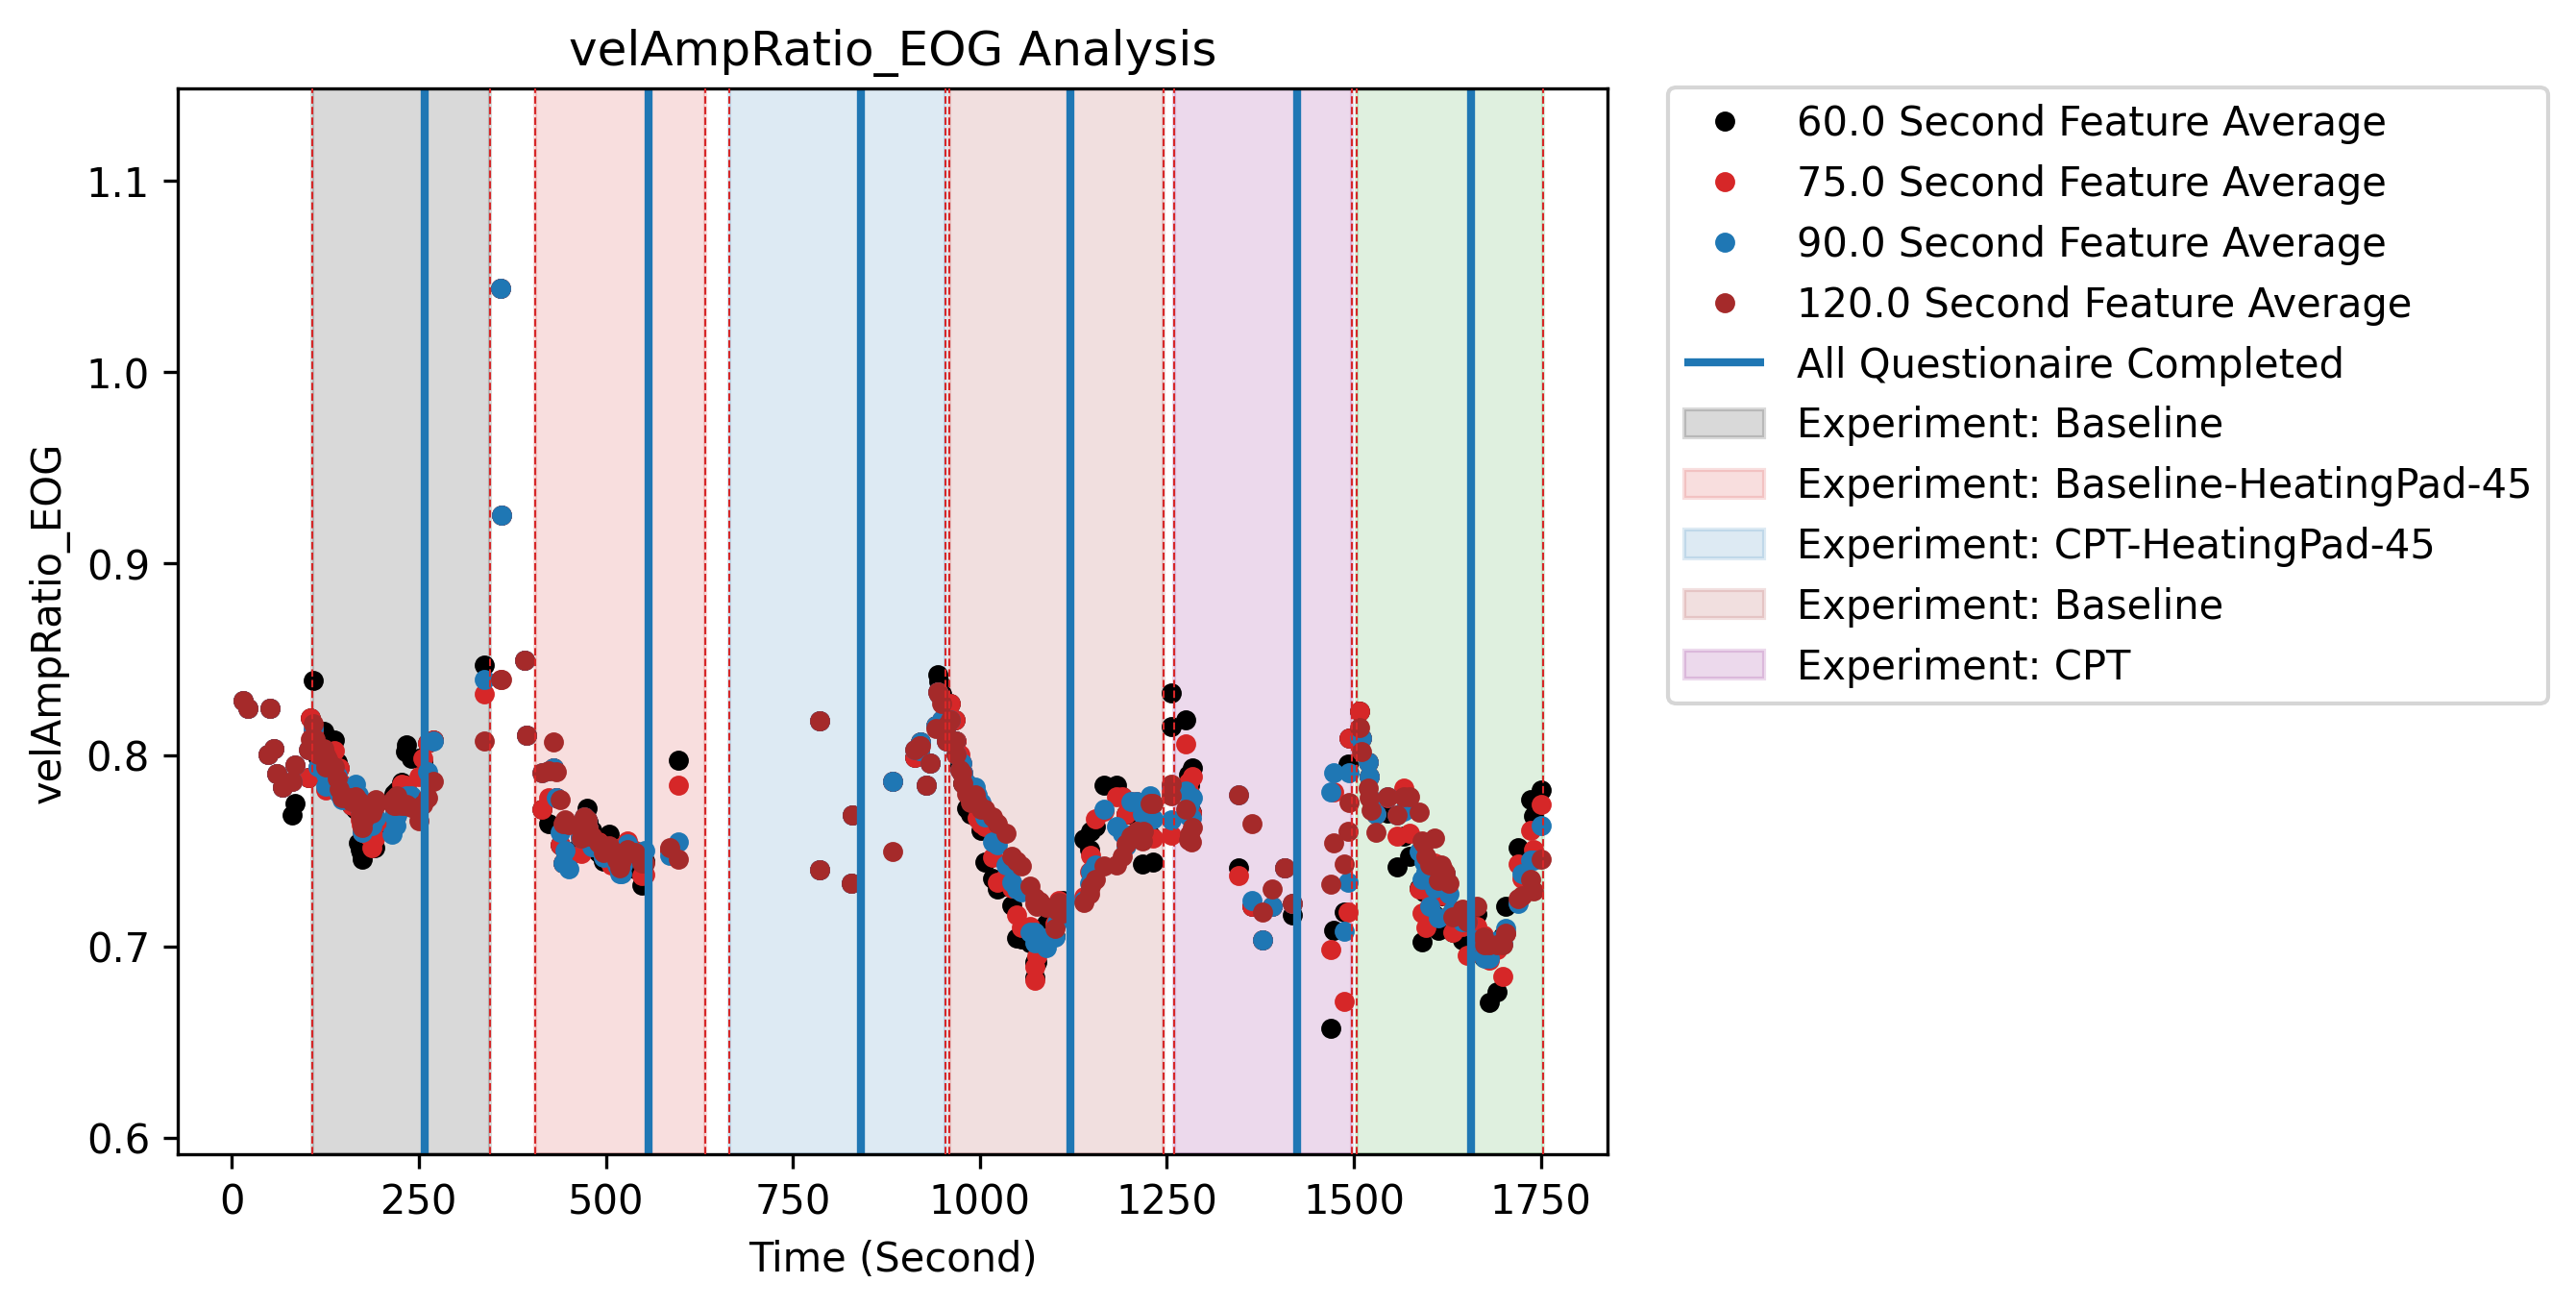 velAmpRatio_EOG Analysis
velAmpRatio_EOG
1.1
1.0
0.9
0.8
0.7
0.6
0 250 500 750 1000 1250 1500 1750
Time (Second)
60.0 Second Feature Average
75.0 Second Feature Average
90.0 Second Feature Average
120.0 Second Feature Average
All Questionaire Completed
Experiment: Baseline
Experiment: Baseline-HeatingPad-45
Experiment: CPT-HeatingPad-45
Experiment: Baseline
Experiment: CPT